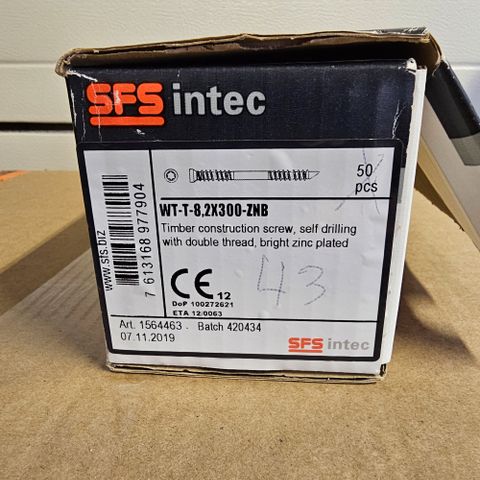 SFS intec
50
pcs
WT-T-8,2X300-ZNB
Timber construction screw, self drilling
with double thread, bright zinc plated
CE 12
DoP 100272621
ETA 12/0063
43
Art. 1564463 . Batch 420434
07.11.2019
SFS intec
www.sfs.biz
7 613168 977904